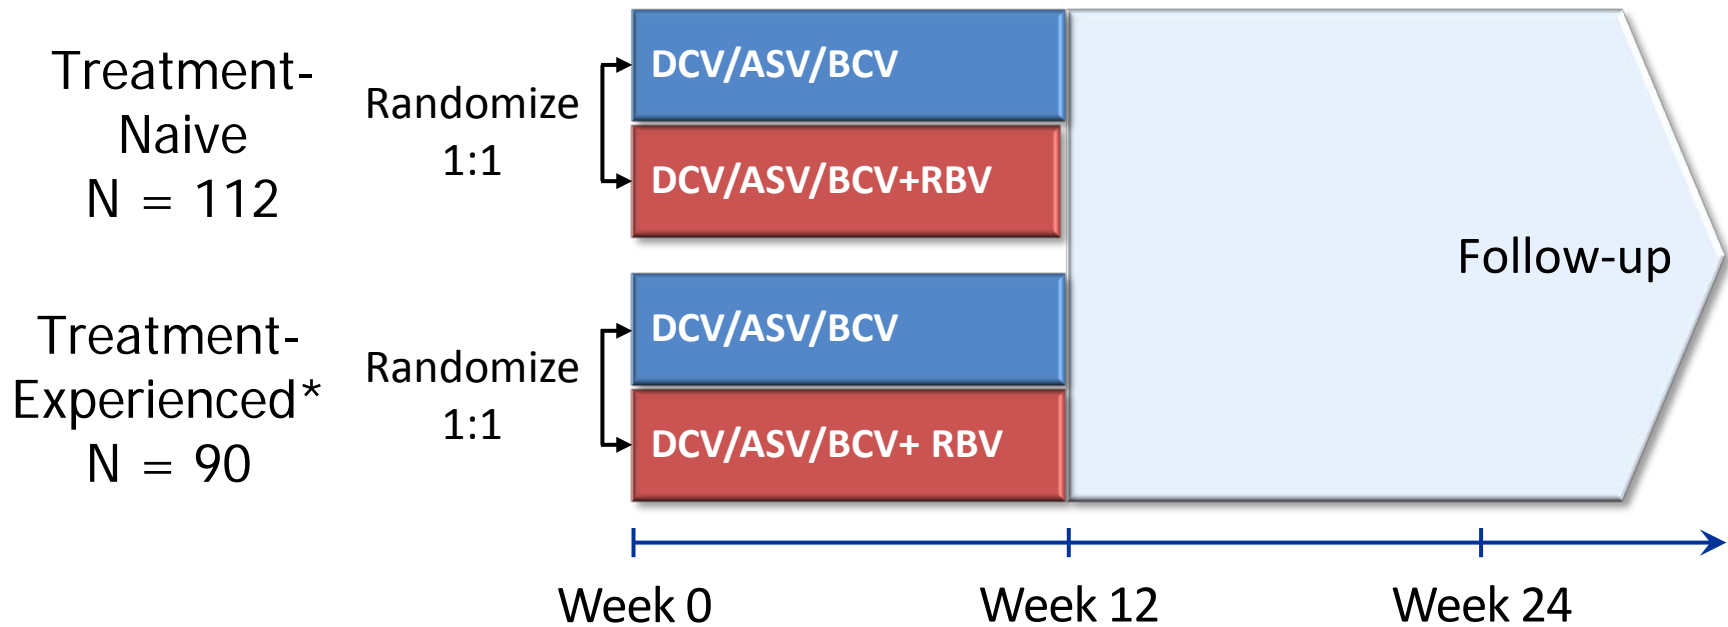 Treatment-
Naive
N = 112
Randomize
1:1
DCV/ASV/BCV
DCV/ASV/BCV+RBV
Treatment-
Experienced*
N = 90
Randomize
1:1
DCV/ASV/BCV
DCV/ASV/BCV+ RBV
Follow-up
Week 0
Week 12
Week 24